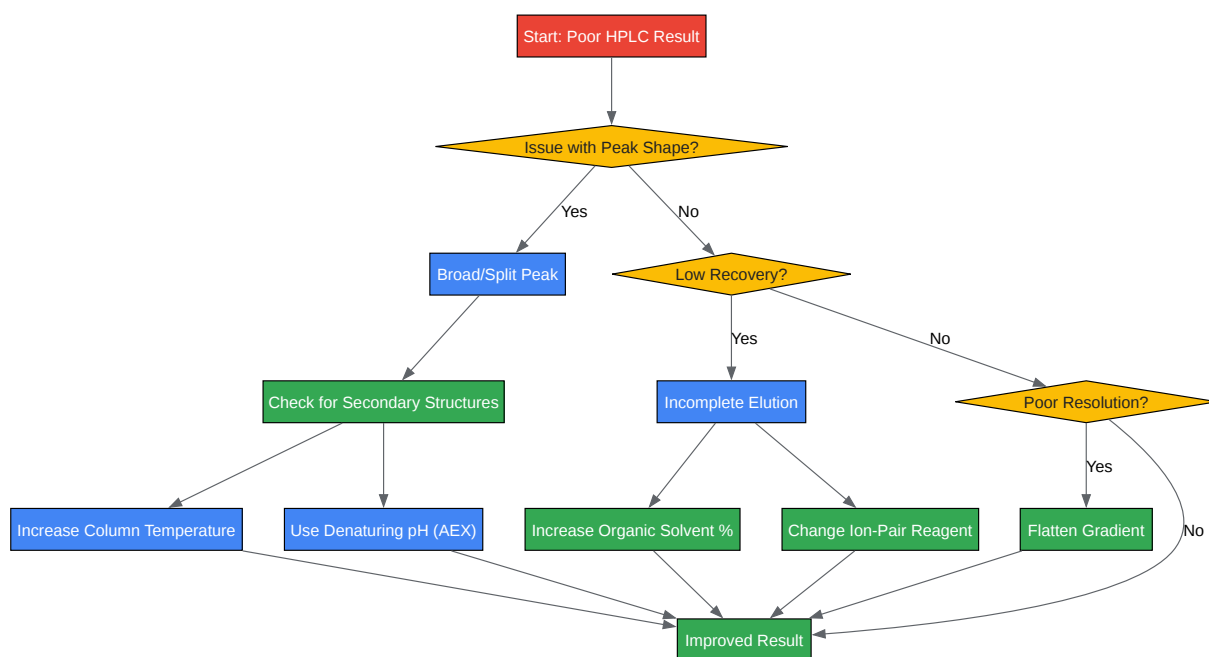 Start: Poor HPLC Result
Issue with Peak Shape?
Yes
No
Broad/Split Peak
Low Recovery?
Yes
No
Check for Secondary Structures
Incomplete Elution
Poor Resolution?
Yes
Increase Column Temperature
Use Denaturing pH (AEX)
Increase Organic Solvent %
Change Ion-Pair Reagent
Flatten Gradient
No
Improved Result